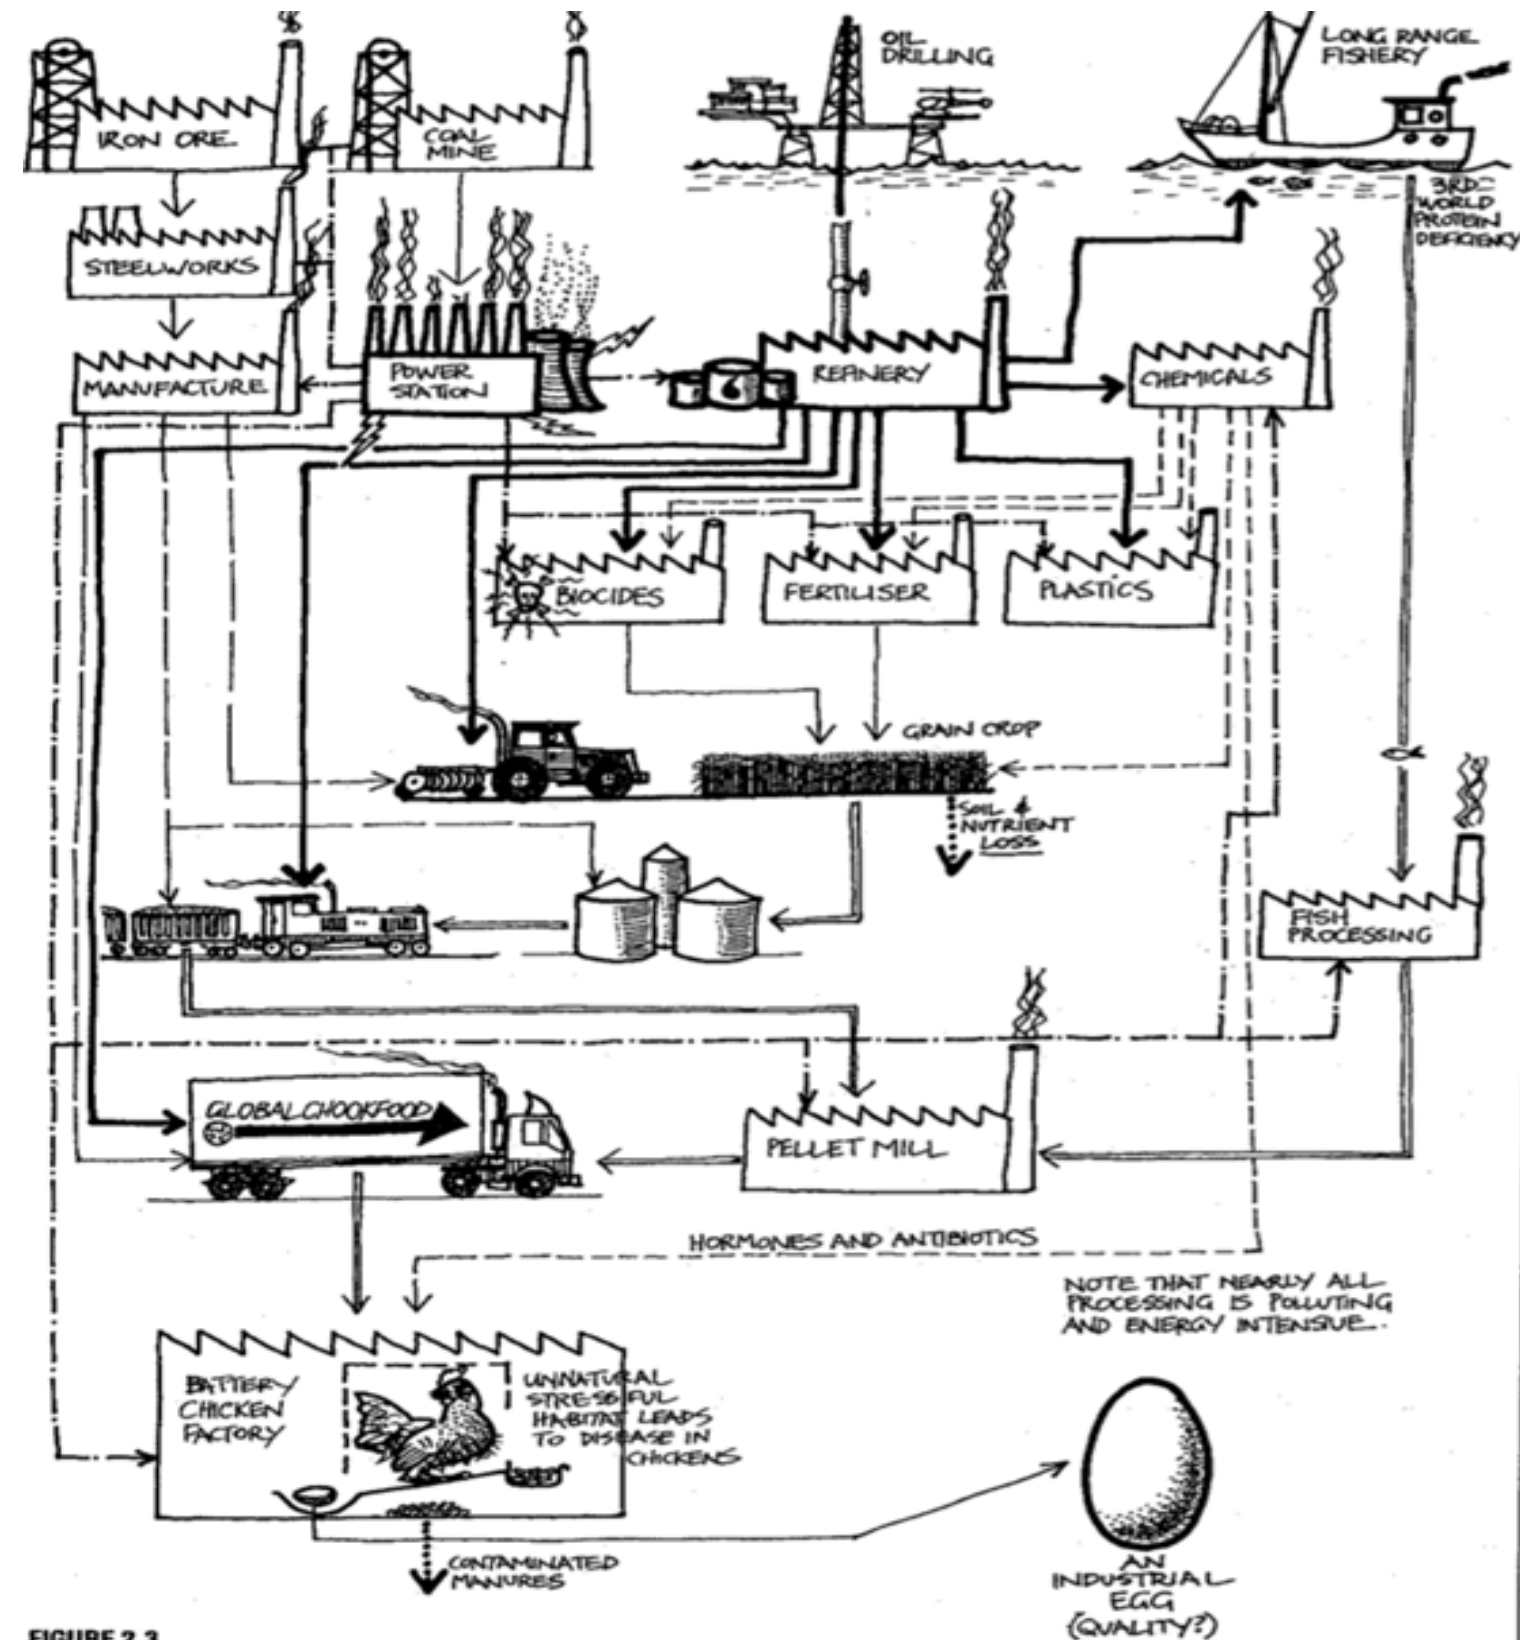 OIL
DRILLING
LONG RANGE
FISHERY
IRON ORE
COAL
MINE
3RD
WORLD
PROTEIN
DEFICIENCY
STEELWORKS
MANUFACTURE
POWER
STATION
6
REFINERY
CHEMICALS
BIOCIDES
FERTILISER
PLASTICS
GRAIN CROP
SOIL &
NUTRIENT
LOSS
FISH
PROCESSING
GLOBAL CHOOKFOOD
PELLET MILL
HORMONES AND ANTIBIOTICS
NOTE THAT NEARLY ALL
PROCESSING IS POLLUTING
AND ENERGY INTENSIVE.
BATTERY
CHICKEN
FACTORY
UNNATURAL
STRESSFUL
HABITAT LEADS
TO DISEASE IN
CHICKENS
CONTAMINATED
MANURES
AN
INDUSTRIAL
EGG
(QUALITY?)
FIGURE 2.3